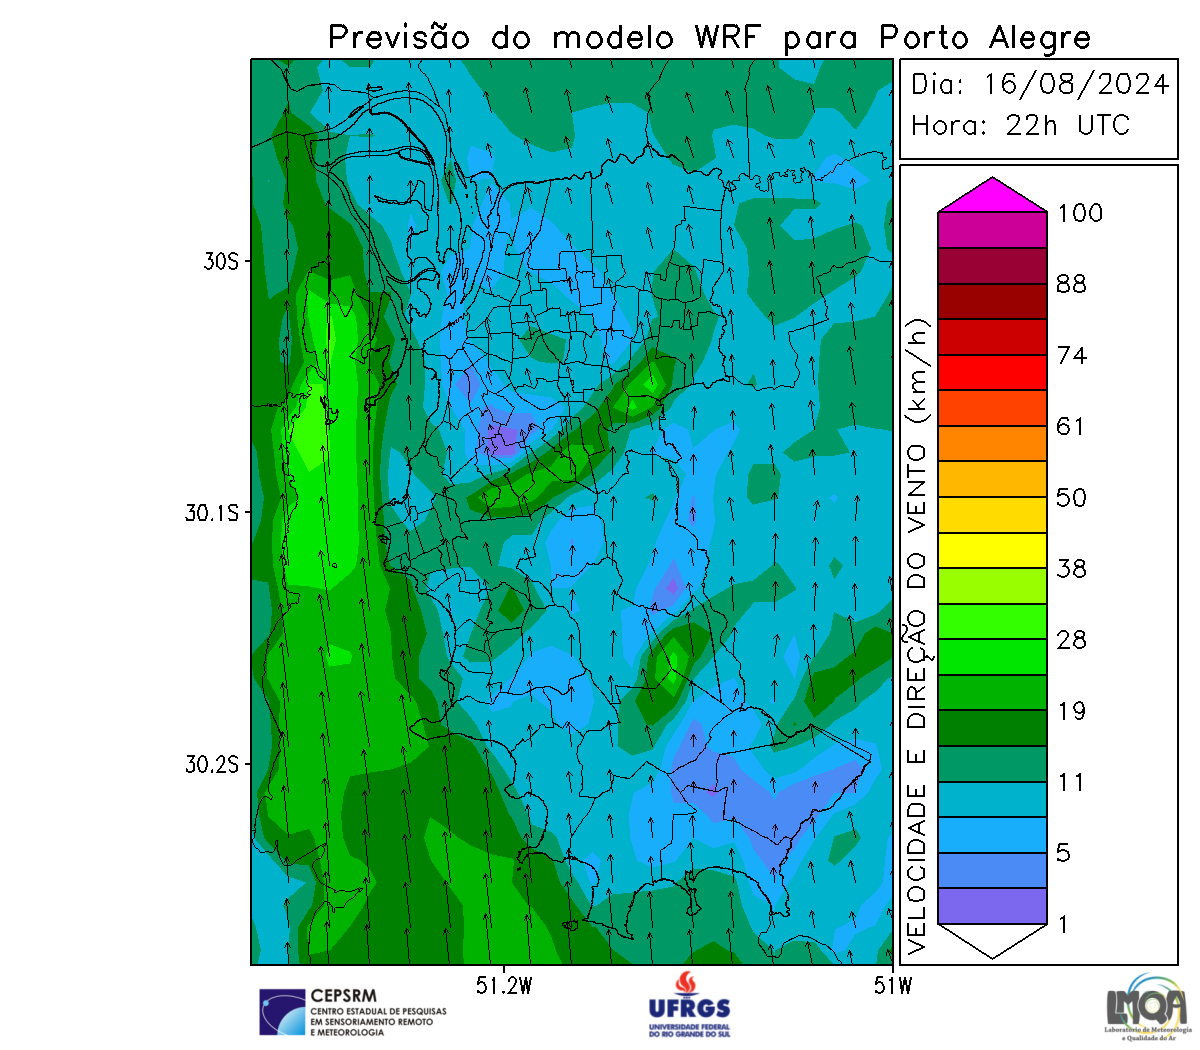 Previsão do modelo WRF para Porto Alegre
Dia: 16/08/2024
Hora: 22h UTC
30S
30.1S
30.2S
51.2W
51W
VELOCIDADE E DIREÇÃO DO VENTO (km/h)
100
88
74
61
50
38
28
19
11
5
1
CEPSRM
CENTRO ESTADUAL DE PESQUISAS
EM SENSORIAMENTO REMOTO
E METEOROLOGIA
UFRGS
UNIVERSIDADE FEDERAL
DO RIO GRANDE DO SUL
LMQA
Laboratório de Meteorologia
e Qualidade do Ar